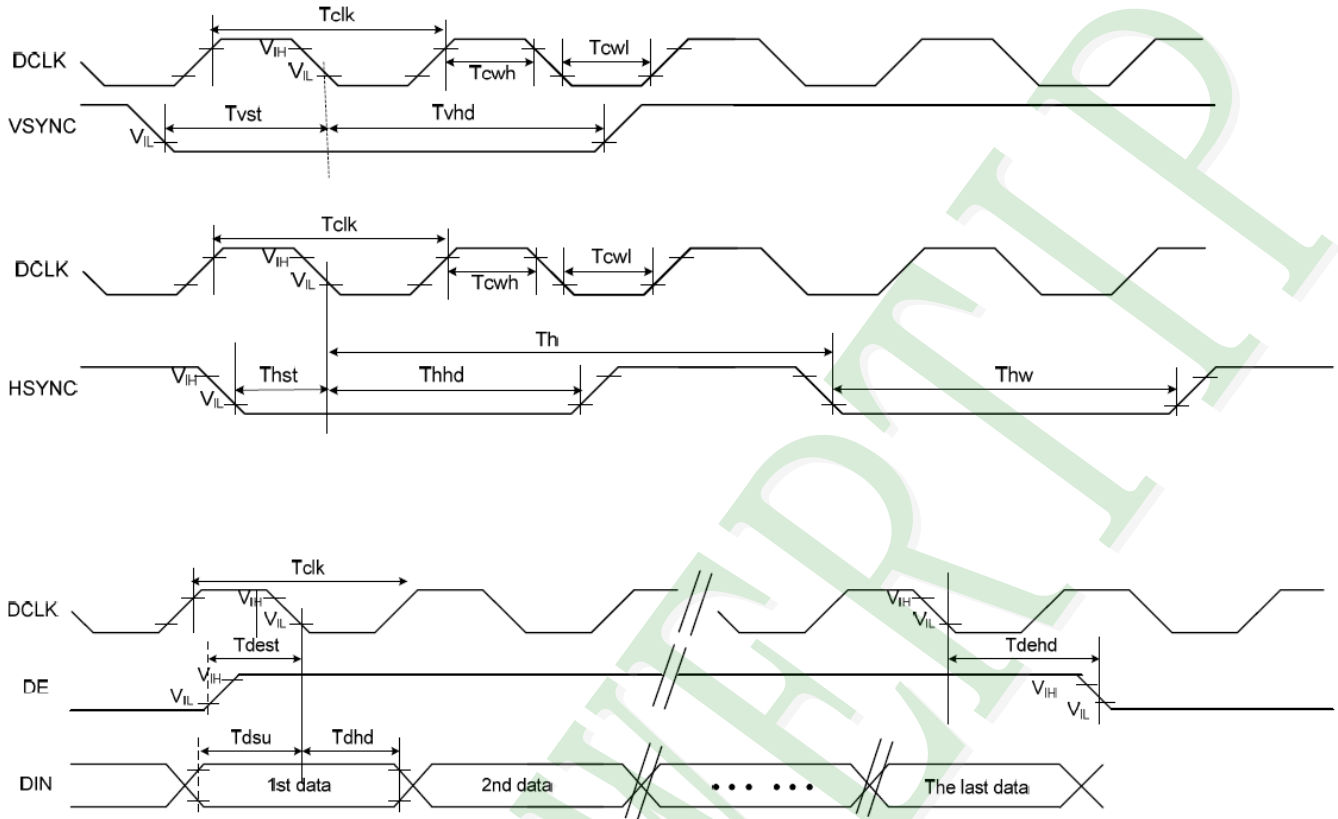 Tclk
DCLK VIH VIL Tcwh Tcwl
VSYNC VIL Tvst Tvhd
Tclk
DCLK VIH VIL Tcwh Tcwl
Th
HSYNC VIH VIL Thst Thhd Thw
Tclk
DCLK VIH VIL VIH VIL
Tdest Tdehd
DE VIH VIL VIH VIL
Tdsu Tdhd
DIN 1st data 2nd data •••• ••• The last data
WERTIP